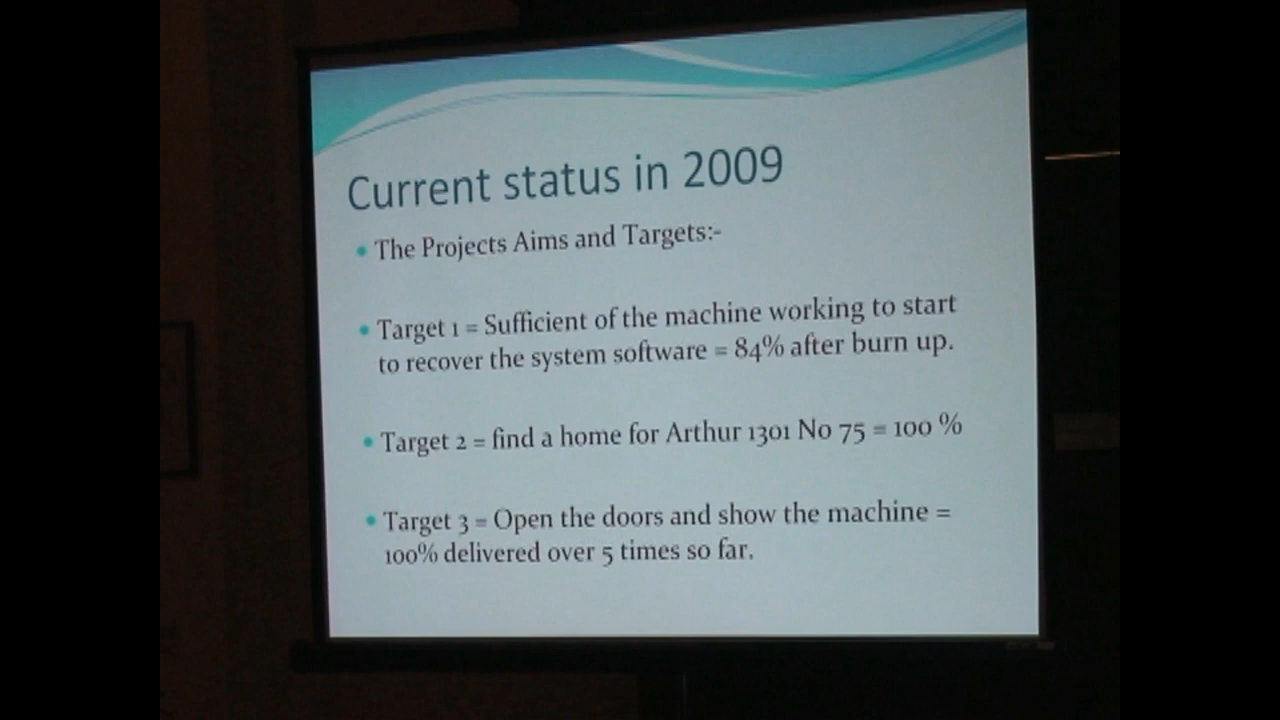 Current status in 2009
• The Projects Aims and Targets:-
• Target 1 = Sufficient of the machine working to start
to recover the system software = 84% after burn up.
• Target 2 = find a home for Arthur 1301 No 75 = 100 %
• Target 3 = Open the doors and show the machine =
100% delivered over 5 times so far.